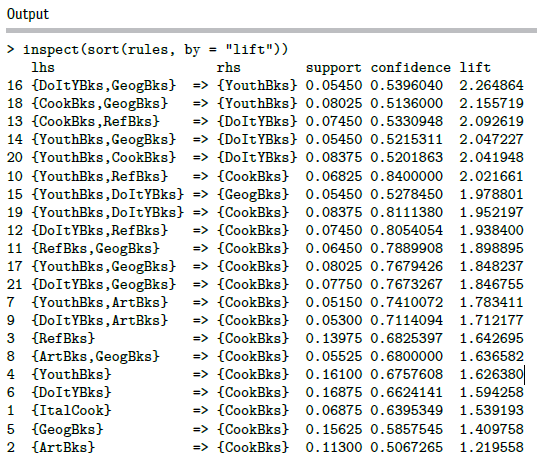 Output
> inspect(sort(rules, by = "lift"))
lhs rhs support confidence lift
16 {DoItYBks,GeogBks} => {YouthBks} 0.05450 0.5396040 2.264864
18 {CookBks,GeogBks} => {YouthBks} 0.08025 0.5136000 2.155719
13 {CookBks,RefBks} => {DoItYBks} 0.07450 0.5330948 2.092619
14 {YouthBks,GeogBks} => {DoItYBks} 0.05450 0.5215311 2.047227
20 {YouthBks,CookBks} => {DoItYBks} 0.08375 0.5201863 2.041948
10 {YouthBks,RefBks} => {CookBks} 0.06825 0.8400000 2.021661
15 {YouthBks,DoItYBks} => {GeogBks} 0.05450 0.5278450 1.978801
19 {YouthBks,DoItYBks} => {CookBks} 0.08375 0.8111380 1.952197
12 {DoItYBks,RefBks} => {CookBks} 0.07450 0.8054054 1.938400
11 {RefBks,GeogBks} => {CookBks} 0.06450 0.7889908 1.898895
17 {YouthBks,GeogBks} => {CookBks} 0.08025 0.7679426 1.848237
21 {DoItYBks,GeogBks} => {CookBks} 0.07750 0.7673267 1.846755
7 {YouthBks,ArtBks} => {CookBks} 0.05150 0.7410072 1.783411
9 {DoItYBks,ArtBks} => {CookBks} 0.05300 0.7114094 1.712177
3 {RefBks} => {CookBks} 0.13975 0.6825397 1.642695
8 {ArtBks,GeogBks} => {CookBks} 0.05525 0.6800000 1.636582
4 {YouthBks} => {CookBks} 0.16100 0.6757608 1.626380
6 {DoItYBks} => {CookBks} 0.16875 0.6624141 1.594258
1 {ItalCook} => {CookBks} 0.06875 0.6395349 1.539193
5 {GeogBks} => {CookBks} 0.15625 0.5857545 1.409758
2 {ArtBks} => {CookBks} 0.11300 0.5067265 1.219558